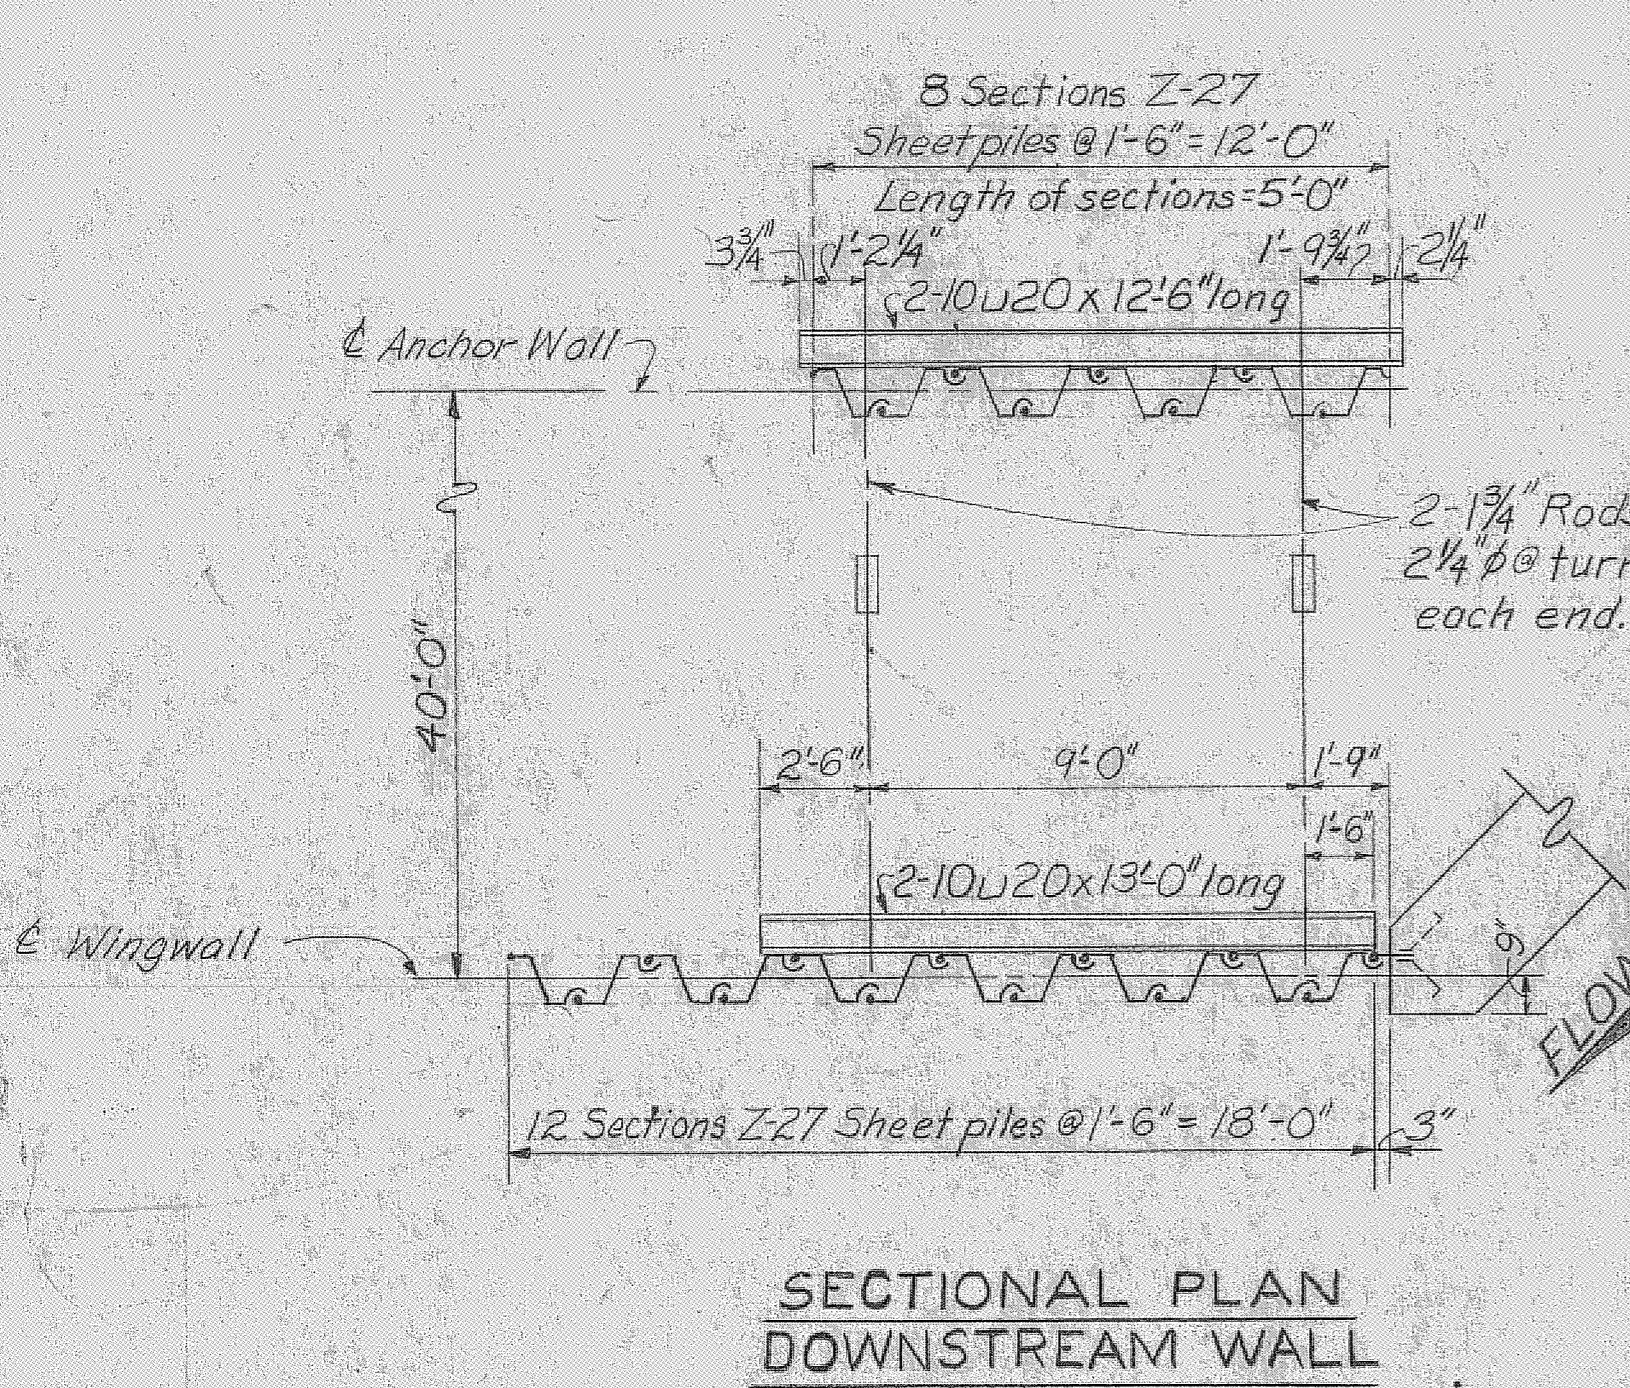 8 Sections Z-27
Sheetpiles @ 1'-6" = 12'-0"
Length of sections = 5'-0"
3¾" 1'-2¼" 1'-9¾" 2¼"
2-10⊔20 x 12'-6" long
℄ Anchor Wall
2-1¾" Rods
2¼"ϕ @ turn
each end.
40'-0"
2'-6" 9'-0" 1'-9"
1'-6"
2-10⊔20x13'-0" long
℄ Wingwall
9"
FLOW
12 Sections Z-27 Sheet piles @ 1'-6" = 18'-0" 3"
SECTIONAL PLAN
DOWNSTREAM WALL